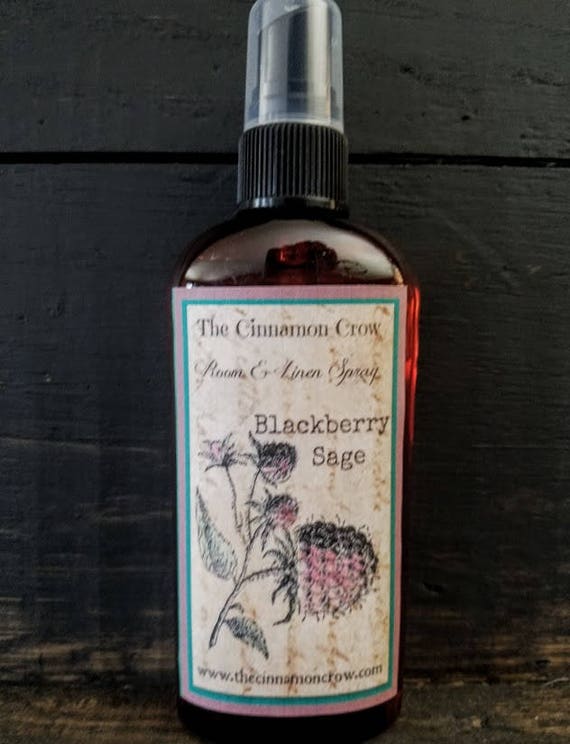 The Cinnamon Crow
Room & Linen Spray
Blackberry
Sage
www.thecinnamoncrow.com